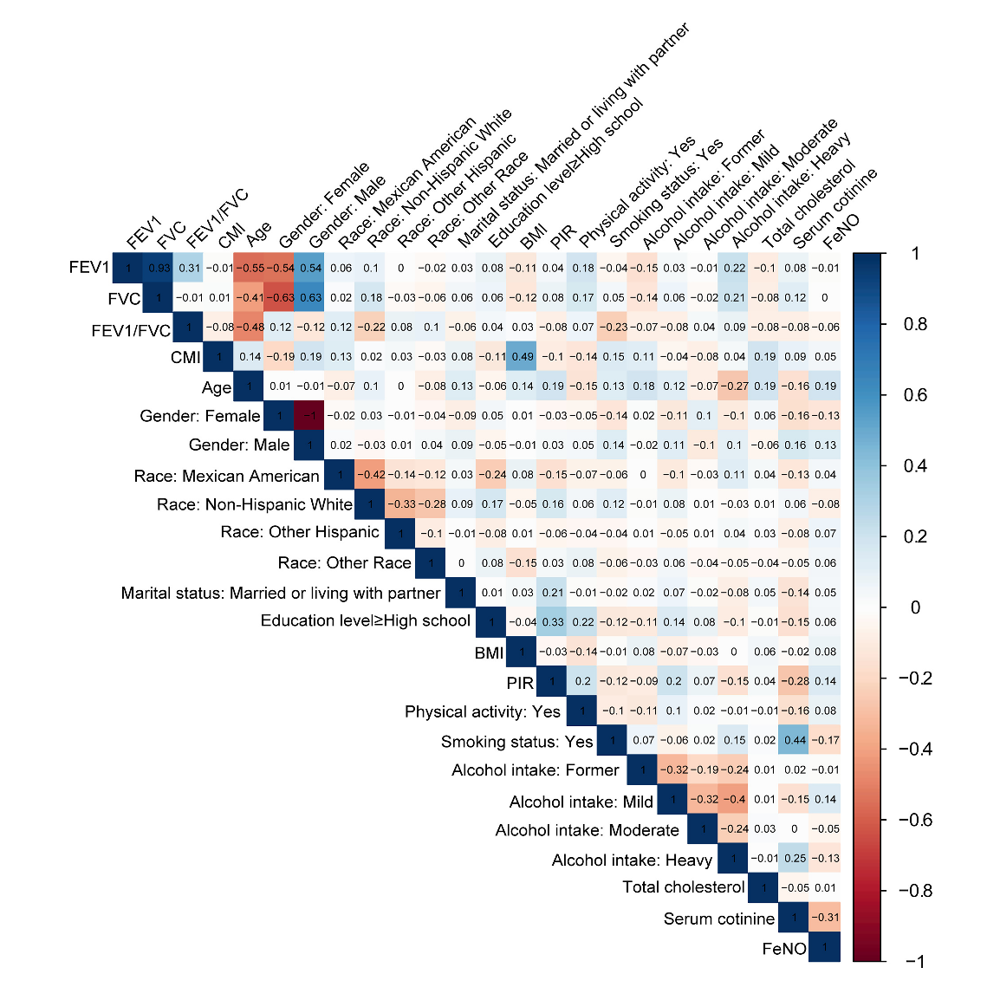 FEV1
FVC
FEV1/FVC
CMI
Age
Gender: Female
Gender: Male
Race: Mexican American
Race: Non-Hispanic White
Race: Other Hispanic
Race: Other Race
Marital status: Married or living with partner
Education level≥High school
BMI
PIR
Physical activity: Yes
Smoking status: Yes
Alcohol intake: Former
Alcohol intake: Mild
Alcohol intake: Moderate
Alcohol intake: Heavy
Total cholesterol
Serum cotinine
FeNO
FEV1 1 0.93 0.31 −0.01 −0.55 −0.54 0.54 0.06 0.1 0 −0.02 0.03 0.08 −0.11 0.04 0.18 −0.04 −0.15 0.03 −0.01 0.22 −0.1 0.08 −0.01
FVC 1 −0.01 0.01 −0.41 −0.63 0.63 0.02 0.18 −0.03 −0.06 0.06 0.06 −0.12 0.08 0.17 0.05 −0.14 0.06 −0.02 0.21 −0.08 0.12 0
FEV1/FVC 1 −0.08 −0.48 0.12 −0.12 0.12 −0.22 0.08 0.1 −0.06 0.04 0.03 −0.08 0.07 −0.23 −0.07 −0.08 0.04 0.09 −0.08 −0.08 −0.06
CMI 1 0.14 −0.19 0.19 0.13 0.02 0.03 −0.03 0.08 −0.11 0.49 −0.1 −0.14 0.15 0.11 −0.04 −0.08 0.04 0.19 0.09 0.05
Age 1 0.01 −0.01 −0.07 0.1 0 −0.08 0.13 −0.06 0.14 0.19 −0.15 0.13 0.18 0.12 −0.07 −0.27 0.19 −0.16 0.19
Gender: Female 1 −1 −0.02 0.03 −0.01 −0.04 −0.09 0.05 0.01 −0.03 −0.05 −0.14 0.02 −0.11 0.1 −0.1 0.06 −0.16 −0.13
Gender: Male 1 0.02 −0.03 0.01 0.04 0.09 −0.05 −0.01 0.03 0.05 0.14 −0.02 0.11 −0.1 0.1 −0.06 0.16 0.13
Race: Mexican American 1 −0.42 −0.14 −0.12 0.03 −0.24 0.08 −0.15 −0.07 −0.06 0 −0.1 −0.03 0.11 0.04 −0.13 0.04
Race: Non-Hispanic White 1 −0.33 −0.28 0.09 0.17 −0.05 0.16 0.06 0.12 −0.01 0.08 0.01 −0.03 0.01 0.06 −0.08
Race: Other Hispanic 1 −0.1 −0.01 −0.08 0.01 −0.06 −0.04 −0.04 0.01 −0.05 0.01 0.04 0.03 −0.08 0.07
Race: Other Race 1 0 0.08 −0.15 0.03 0.08 −0.06 −0.03 0.06 −0.04 −0.05 −0.04 −0.05 0.06
Marital status: Married or living with partner 1 0.01 0.03 0.21 −0.01 −0.02 0.02 0.07 −0.02 −0.08 0.05 −0.14 0.05
Education level≥High school 1 −0.04 0.33 0.22 −0.12 −0.11 0.14 0.08 −0.1 −0.01 −0.15 0.06
BMI 1 −0.03 −0.14 −0.01 0.08 −0.07 −0.03 0 0.06 −0.02 0.08
PIR 1 0.2 −0.12 −0.09 0.2 0.07 −0.15 0.04 −0.28 0.14
Physical activity: Yes 1 −0.1 −0.11 0.1 0.02 −0.01 −0.01 −0.16 0.08
Smoking status: Yes 1 0.07 −0.06 0.02 0.15 0.02 0.44 −0.17
Alcohol intake: Former 1 −0.32 −0.19 −0.24 0.01 0.02 −0.01
Alcohol intake: Mild 1 −0.32 −0.4 0.01 −0.15 0.14
Alcohol intake: Moderate 1 −0.24 0.03 0 −0.05
Alcohol intake: Heavy 1 −0.01 0.25 −0.13
Total cholesterol 1 −0.05 0.01
Serum cotinine 1 −0.31
FeNO 1
1
0.8
0.6
0.4
0.2
0
−0.2
−0.4
−0.6
−0.8
−1